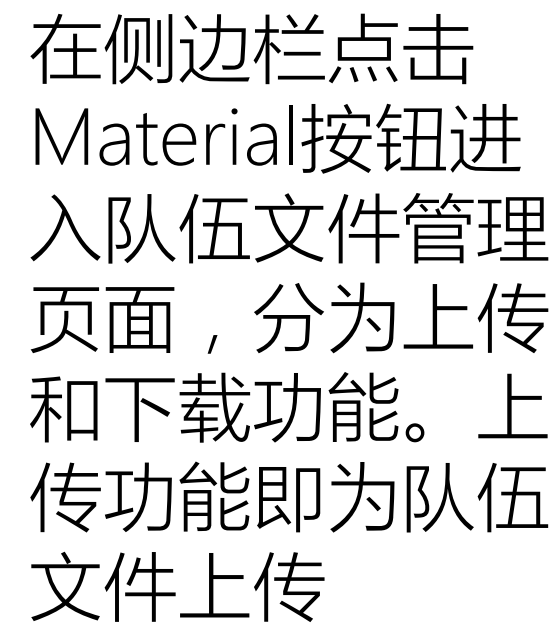 在侧边栏点击
Material按钮进
入队伍文件管理
页面，分为上传
和下载功能。上
传功能即为队伍
文件上传